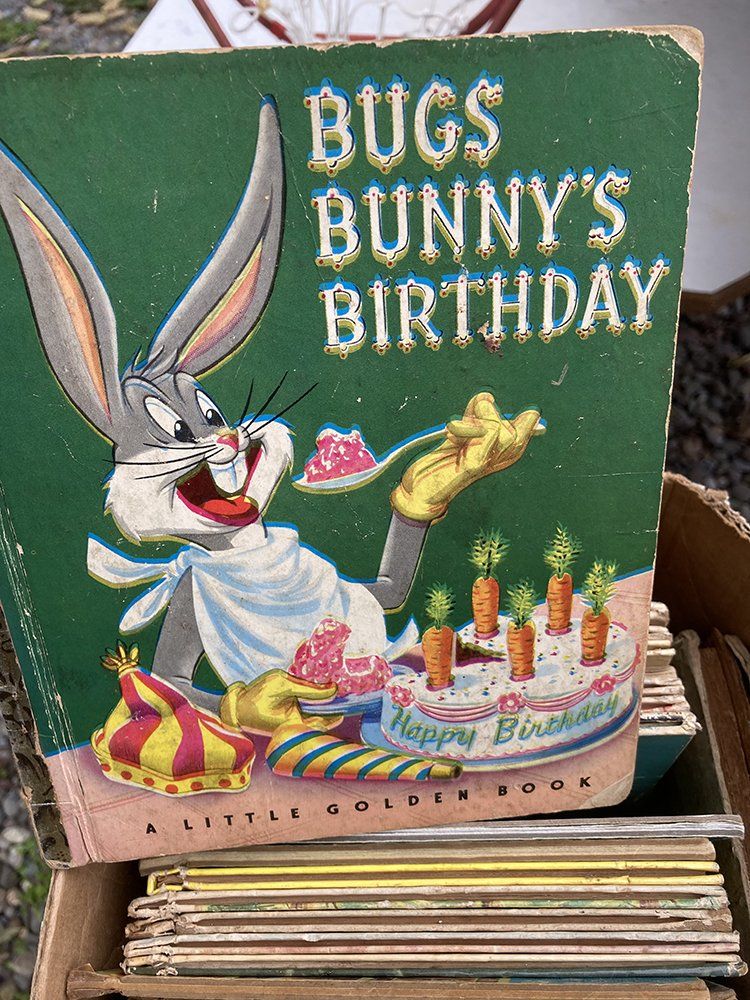 BUGS
BUNNY'S
BIRTHDAY
Happy Birthday
A LITTLE GOLDEN BOOK